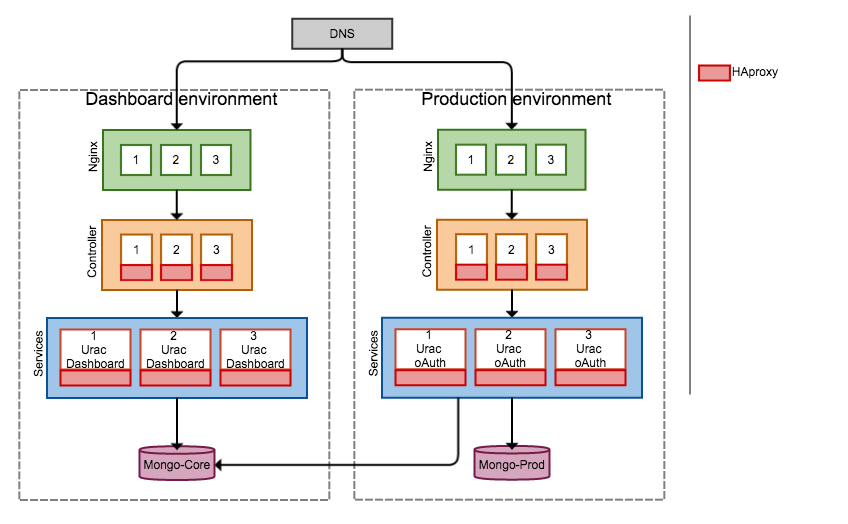 DNS
HAproxy
Dashboard environment
Production environment
Nginx
1 2 3
Nginx
1 2 3
Controller
1 2 3
Controller
1 2 3
Services
1 2 3
Urac Urac Urac
Dashboard Dashboard Dashboard
Services
1 2 3
Urac Urac Urac
oAuth oAuth oAuth
Mongo-Core
Mongo-Prod